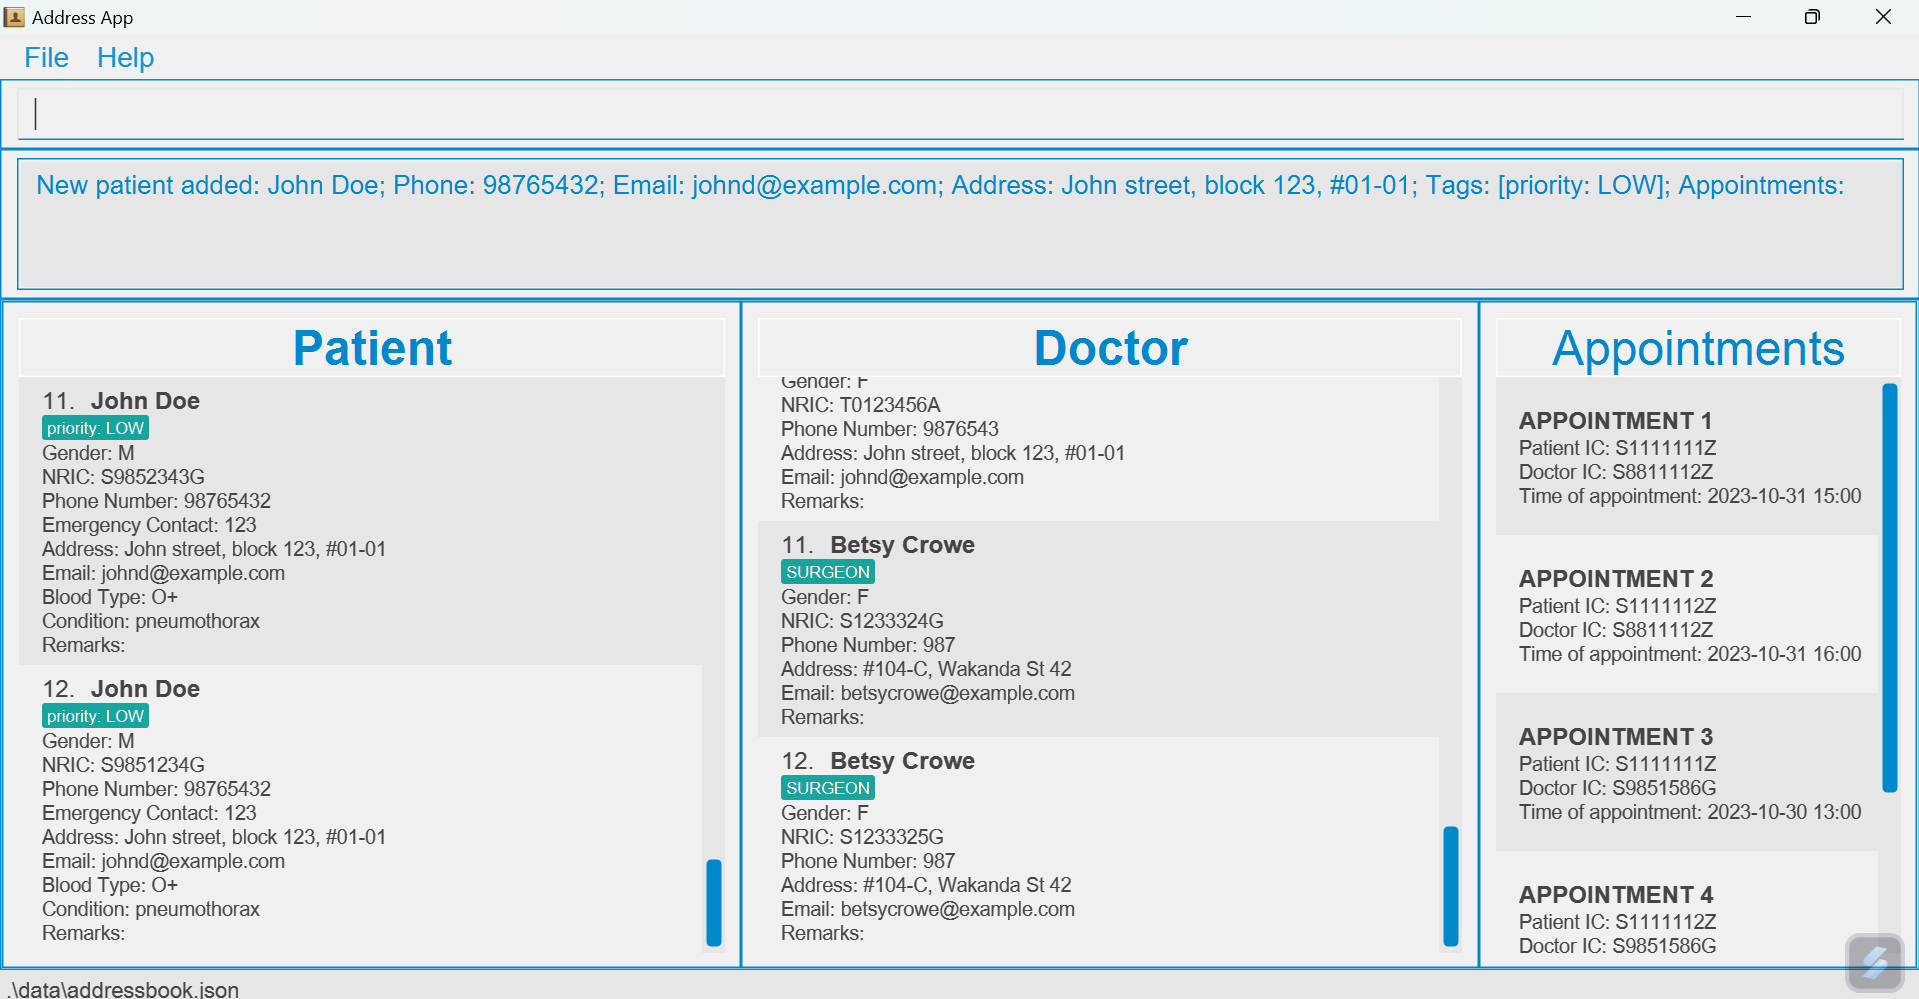 Address App
File Help
New patient added: John Doe; Phone: 98765432; Email: johnd@example.com; Address: John street, block 123, #01-01; Tags: [priority: LOW]; Appointments:
Patient
11. John Doe
priority: LOW
Gender: M
NRIC: S9852343G
Phone Number: 98765432
Emergency Contact: 123
Address: John street, block 123, #01-01
Email: johnd@example.com
Blood Type: O+
Condition: pneumothorax
Remarks:
12. John Doe
priority: LOW
Gender: M
NRIC: S9851234G
Phone Number: 98765432
Emergency Contact: 123
Address: John street, block 123, #01-01
Email: johnd@example.com
Blood Type: O+
Condition: pneumothorax
Remarks:
Doctor
Gender: F
NRIC: T0123456A
Phone Number: 9876543
Address: John street, block 123, #01-01
Email: johnd@example.com
Remarks:
11. Betsy Crowe
SURGEON
Gender: F
NRIC: S1233324G
Phone Number: 987
Address: #104-C, Wakanda St 42
Email: betsycrowe@example.com
Remarks:
12. Betsy Crowe
SURGEON
Gender: F
NRIC: S1233325G
Phone Number: 987
Address: #104-C, Wakanda St 42
Email: betsycrowe@example.com
Remarks:
Appointments
APPOINTMENT 1
Patient IC: S1111111Z
Doctor IC: S8811112Z
Time of appointment: 2023-10-31 15:00
APPOINTMENT 2
Patient IC: S1111112Z
Doctor IC: S8811112Z
Time of appointment: 2023-10-31 16:00
APPOINTMENT 3
Patient IC: S1111111Z
Doctor IC: S9851586G
Time of appointment: 2023-10-30 13:00
APPOINTMENT 4
Patient IC: S1111112Z
Doctor IC: S9851586G
.\data\addressbook.json